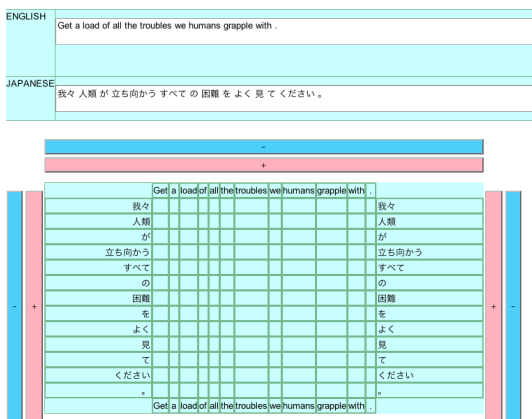 ENGLISH
Get a load of all the troubles we humans grapple with .
JAPANESE
我々 人類 が 立ち向かう すべて の 困難 を よく 見 て ください 。
-
+
Get a load of all the troubles we humans grapple with .
我々 我々
人類 人類
が が
立ち向かう 立ち向かう
すべて すべて
の の
困難 困難
- + を を + -
よく よく
見 見
て て
ください ください
。 。
Get a load of all the troubles we humans grapple with .